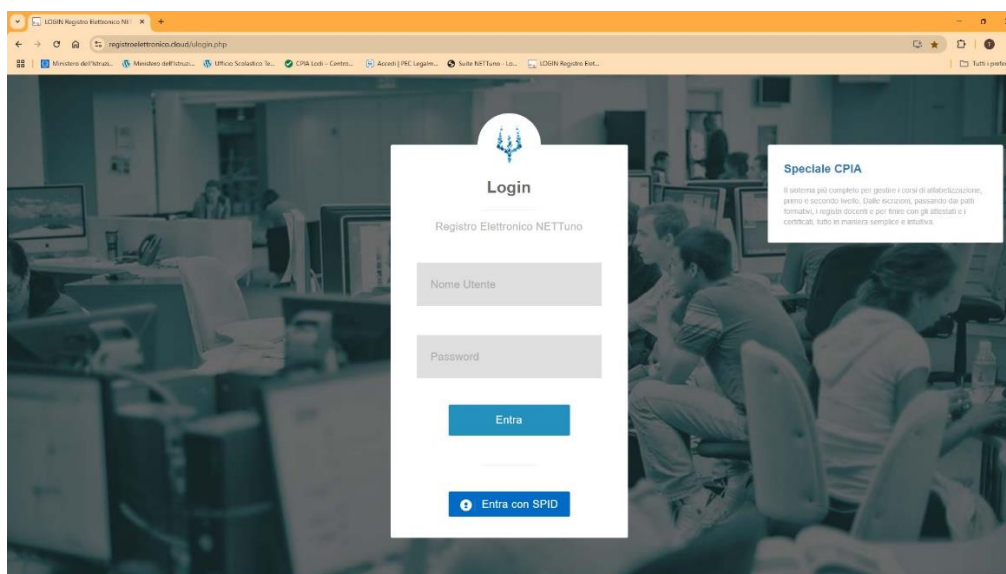 LOGIN Registro Elettronico NET
registroelettronico.cloud/ulogin.php
Ministero dell'Istruzi... Ministero dell'Istruzi... Ufficio Scolastico Te... CPIA Lodi – Centro... Accedi | PEC Legalm... Suite NETTuno - Lo... LOGIN Registro Elet...
Tutti i prefer
Login
Registro Elettronico NETTuno
Nome Utente
Password
Entra
Entra con SPID
Speciale CPIA
Il sistema più completo per gestire i corsi di alfabetizzazione,
primo e secondo livello. Dalle iscrizioni, passando dai patti
formativi, i registri docenti e per finire con gli attestati e i
certificati, tutto in maniera semplice e intuitiva.